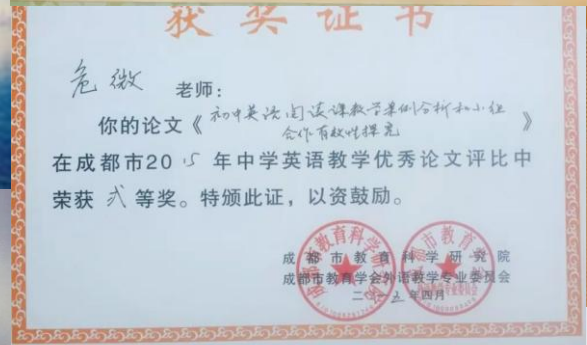 获奖证书
危微 老师：
你的论文《初中英语阅读课教学案例分析和小组
合作有效性探究》
在成都市2015年中学英语教学优秀论文评比中
荣获 弍 等奖。特颁此证，以资鼓励。
成都市教育科学研究院
成都市教育学会外语教学专业委员会
二〇一五年四月